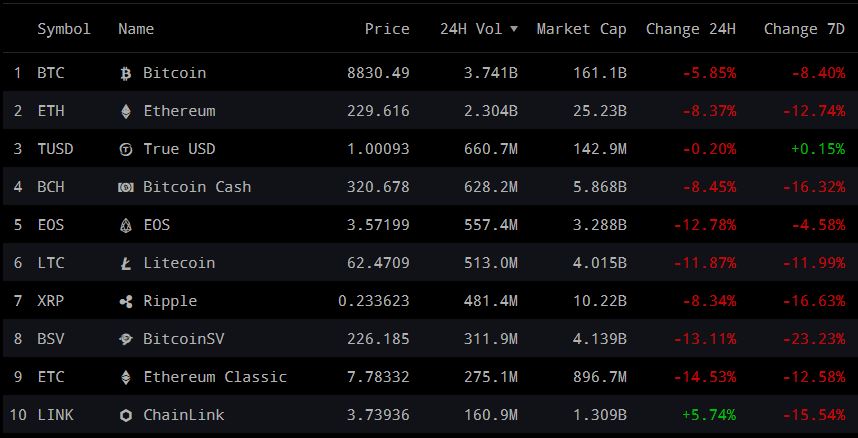 Symbol Name Price 24H Vol ▼ Market Cap Change 24H Change 7D
1 BTC Bitcoin 8830.49 3.741B 161.1B -5.85% -8.40%
2 ETH Ethereum 229.616 2.304B 25.23B -8.37% -12.74%
3 TUSD True USD 1.00093 660.7M 142.9M -0.20% +0.15%
4 BCH Bitcoin Cash 320.678 628.2M 5.868B -8.45% -16.32%
5 EOS EOS 3.57199 557.4M 3.288B -12.78% -4.58%
6 LTC Litecoin 62.4709 513.0M 4.015B -11.87% -11.99%
7 XRP Ripple 0.233623 481.4M 10.22B -8.34% -16.63%
8 BSV BitcoinSV 226.185 311.9M 4.139B -13.11% -23.23%
9 ETC Ethereum Classic 7.78332 275.1M 896.7M -14.53% -12.58%
10 LINK ChainLink 3.73936 160.9M 1.309B +5.74% -15.54%